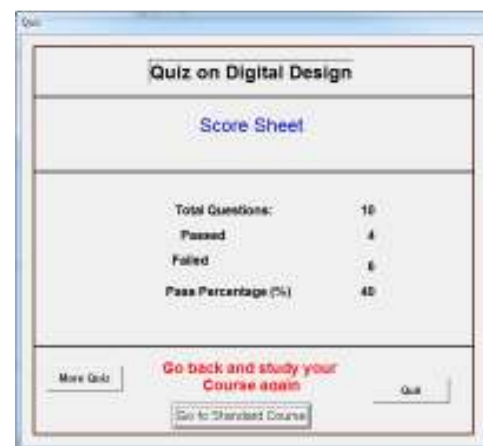 Quiz
Quiz on Digital Design
Score Sheet
Total Questions: 10
Passed 4
Failed 6
Pass Percentage (%) 40
More Quiz
Go back and study your
Course again
Quit
Go to Standard Course